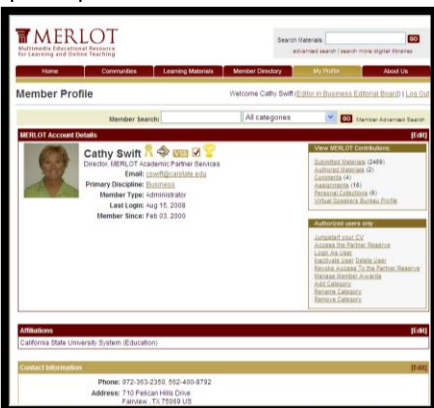 MERLOT
Multimedia Educational Resource
for Learning and Online Teaching
Search Materials: GO
advanced search | search more digital libraries
Home Communities Learning Materials Member Directory My Profile About Us
Member Profile
Welcome Cathy Swift (Editor in Business Editorial Board) | Log Out
Member Search: All categories GO Member Advanced Search
MERLOT Account Details [Edit]
Cathy Swift
Director, MERLOT Academic Partner Services
Email: cswift@calstate.edu
Primary Discipline: Business
Member Type: Administrator
Last Login: Aug 15, 2008
Member Since: Feb 03, 2000
View MERLOT Contributions:
Submitted Materials (2489)
Authored Materials (2)
Comments (4)
Assignments (16)
Personal Collections (6)
Virtual Speakers Bureau Profile
Authorized users only
Jumpstart your CV
Access the Partner Reserve
Login As User
Inactivate User Delete User
Revoke Access To the Partner Reserve
Manage Member Awards
Add Category
Rename Category
Remove Category
Affiliations [Edit]
California State University System (Education)
Contact Information [Edit]
Phone: 972-363-2350, 562-400-8792
Address: 710 Pelican Hills Drive
Fairview, TX 75069 US